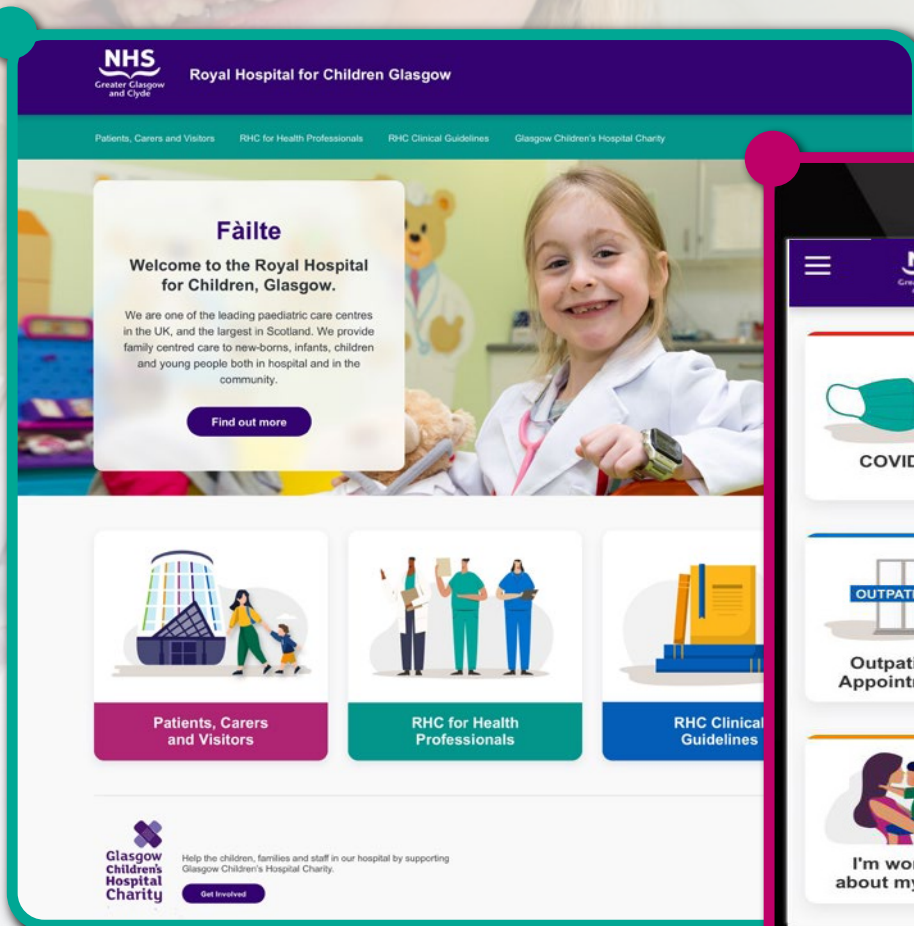 NHS
Greater Glasgow
and Clyde
Royal Hospital for Children Glasgow
Patients, Carers and Visitors
RHC for Health Professionals
RHC Clinical Guidelines
Glasgow Children's Hospital Charity
Fàilte
Welcome to the Royal Hospital
for Children, Glasgow.
We are one of the leading paediatric care centres
in the UK, and the largest in Scotland. We provide
family centred care to new-borns, infants, children
and young people both in hospital and in the
community.
Find out more
Patients, Carers
and Visitors
RHC for Health
Professionals
RHC Clinical
Guidelines
Glasgow
Children's
Hospital
Charity
Help the children, families and staff in our hospital by supporting
Glasgow Children's Hospital Charity.
Get Involved
COVID
OUTPATI
Outpati
Appoint
I'm wor
about my